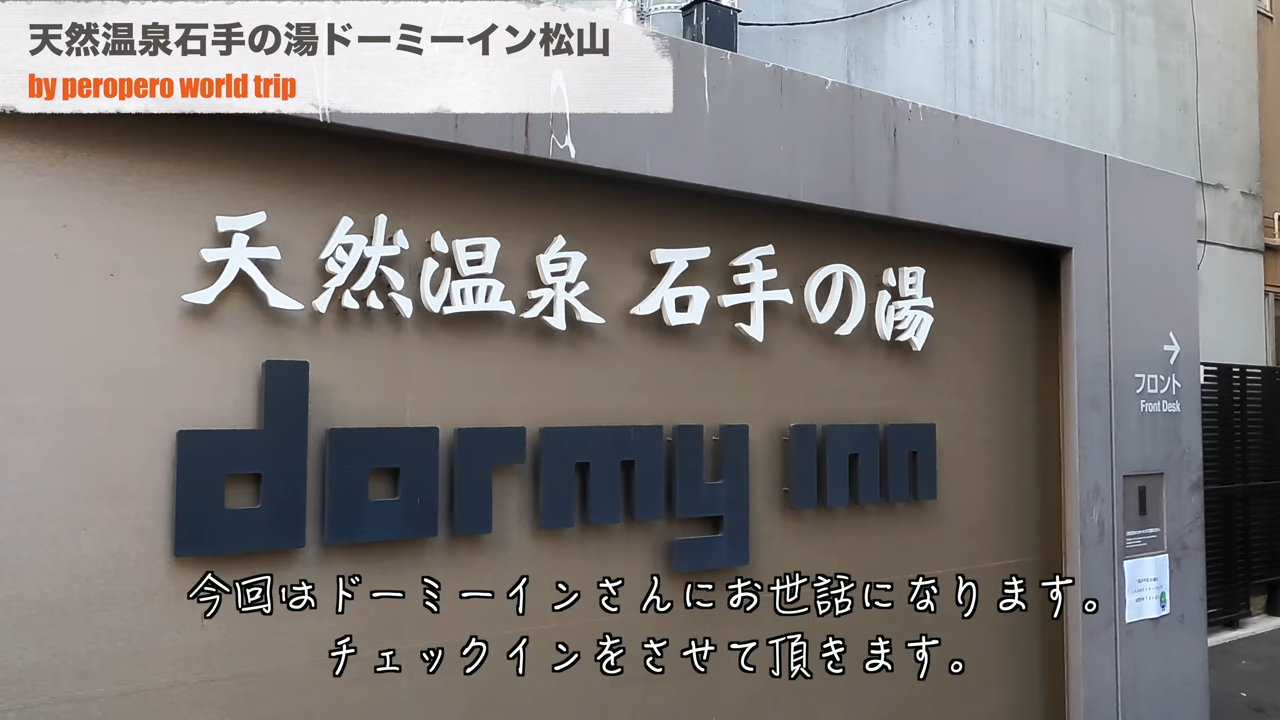 天然温泉石手の湯ドーミーイン松山
by peropero world trip
天然温泉 石手の湯
dormy inn
→
フロント
Front Desk
今回はドーミーインさんにお世話になります。
チェックインをさせて頂きます。